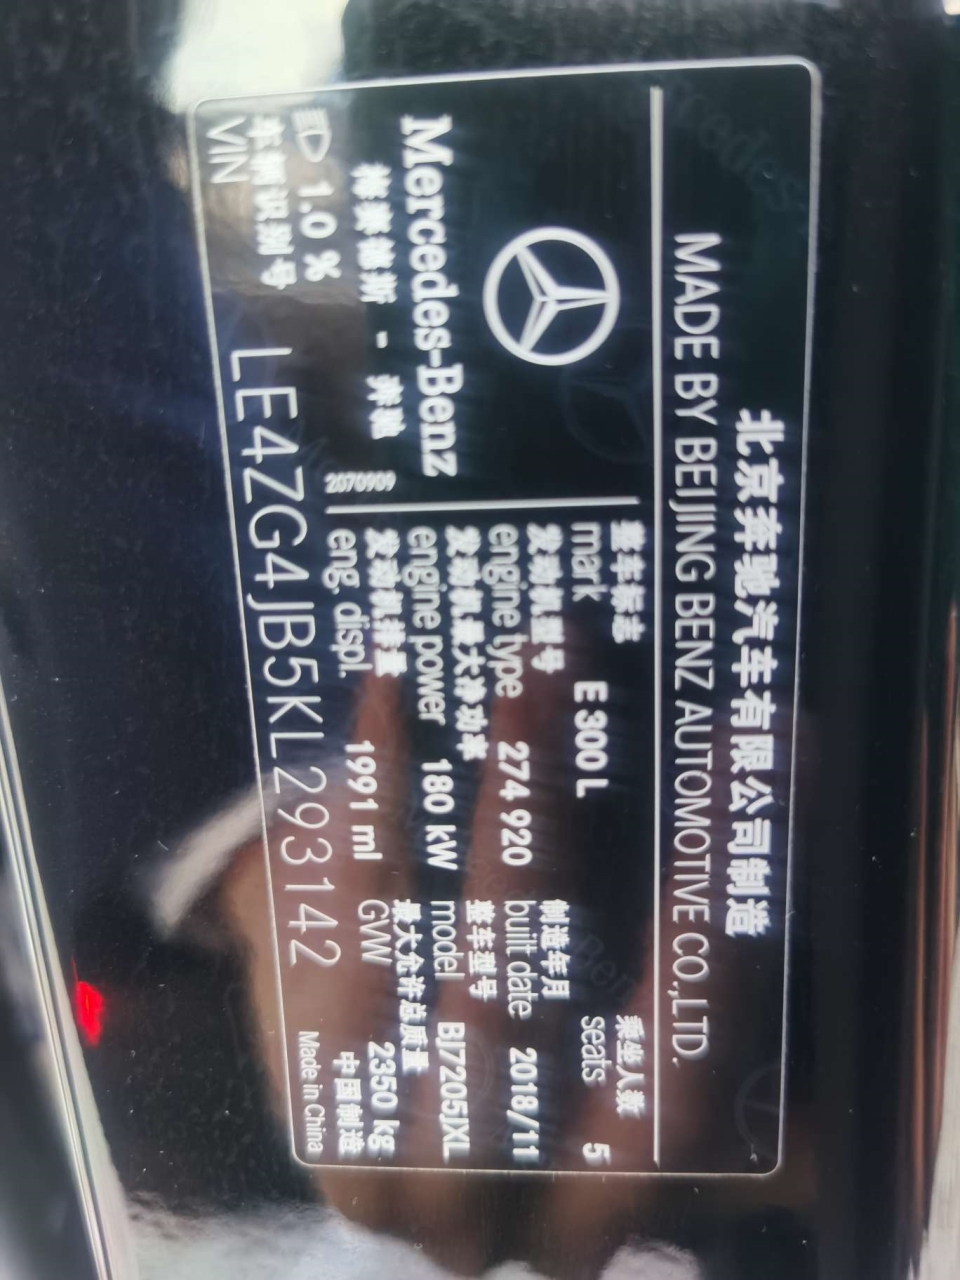 北京奔驰汽车有限公司制造
MADE BY BEIJING BENZ AUTOMOTIVE CO.,LTD.
Mercedes-Benz
梅赛德斯 - 奔驰
1.0 %
2070909
整车标志
mark E 300 L
乘坐人数
seats 5
发动机型号
engine type 274 920
制造年月
built date 2018/11
发动机最大净功率
engine power 180 kW
整车型号
model BJ7205JXL
发动机排量
eng. displ. 1991 ml
最大允许总质量
GVW 2350 kg
车辆识别号
VIN LE4ZG4JB5KL293142
中国制造
Made in China